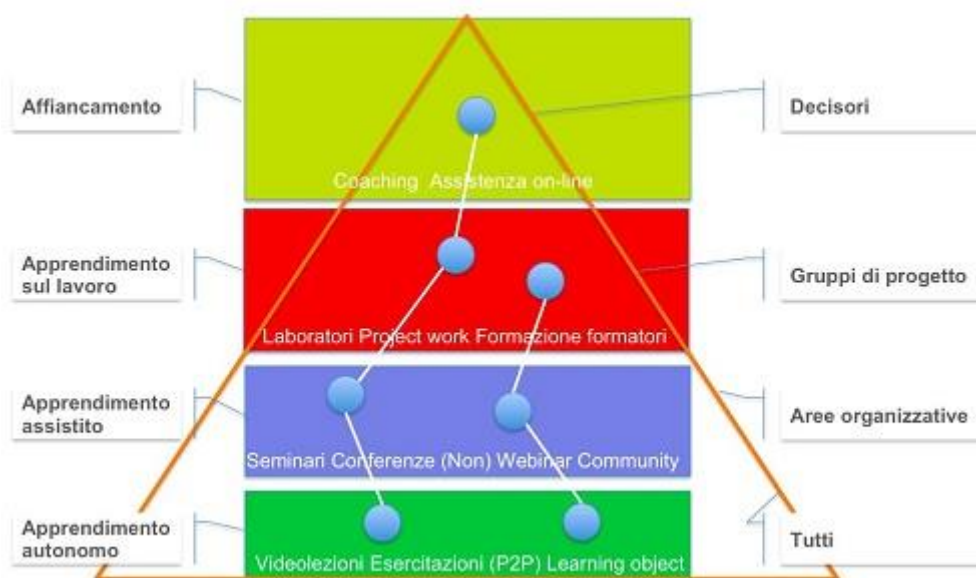 Affiancamento
Decisori
Coaching Assistenza on-line
Apprendimento
sul lavoro
Gruppi di progetto
Laboratori Project work Formazione formatori
Apprendimento
assistito
Aree organizzative
Seminari Conferenze (Non) Webinar Community
Apprendimento
autonomo
Tutti
Videolezioni Esercitazioni (P2P) Learning object